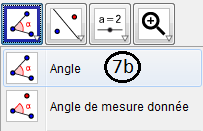 α a = 2
α Angle 7b
α Angle de mesure donnée